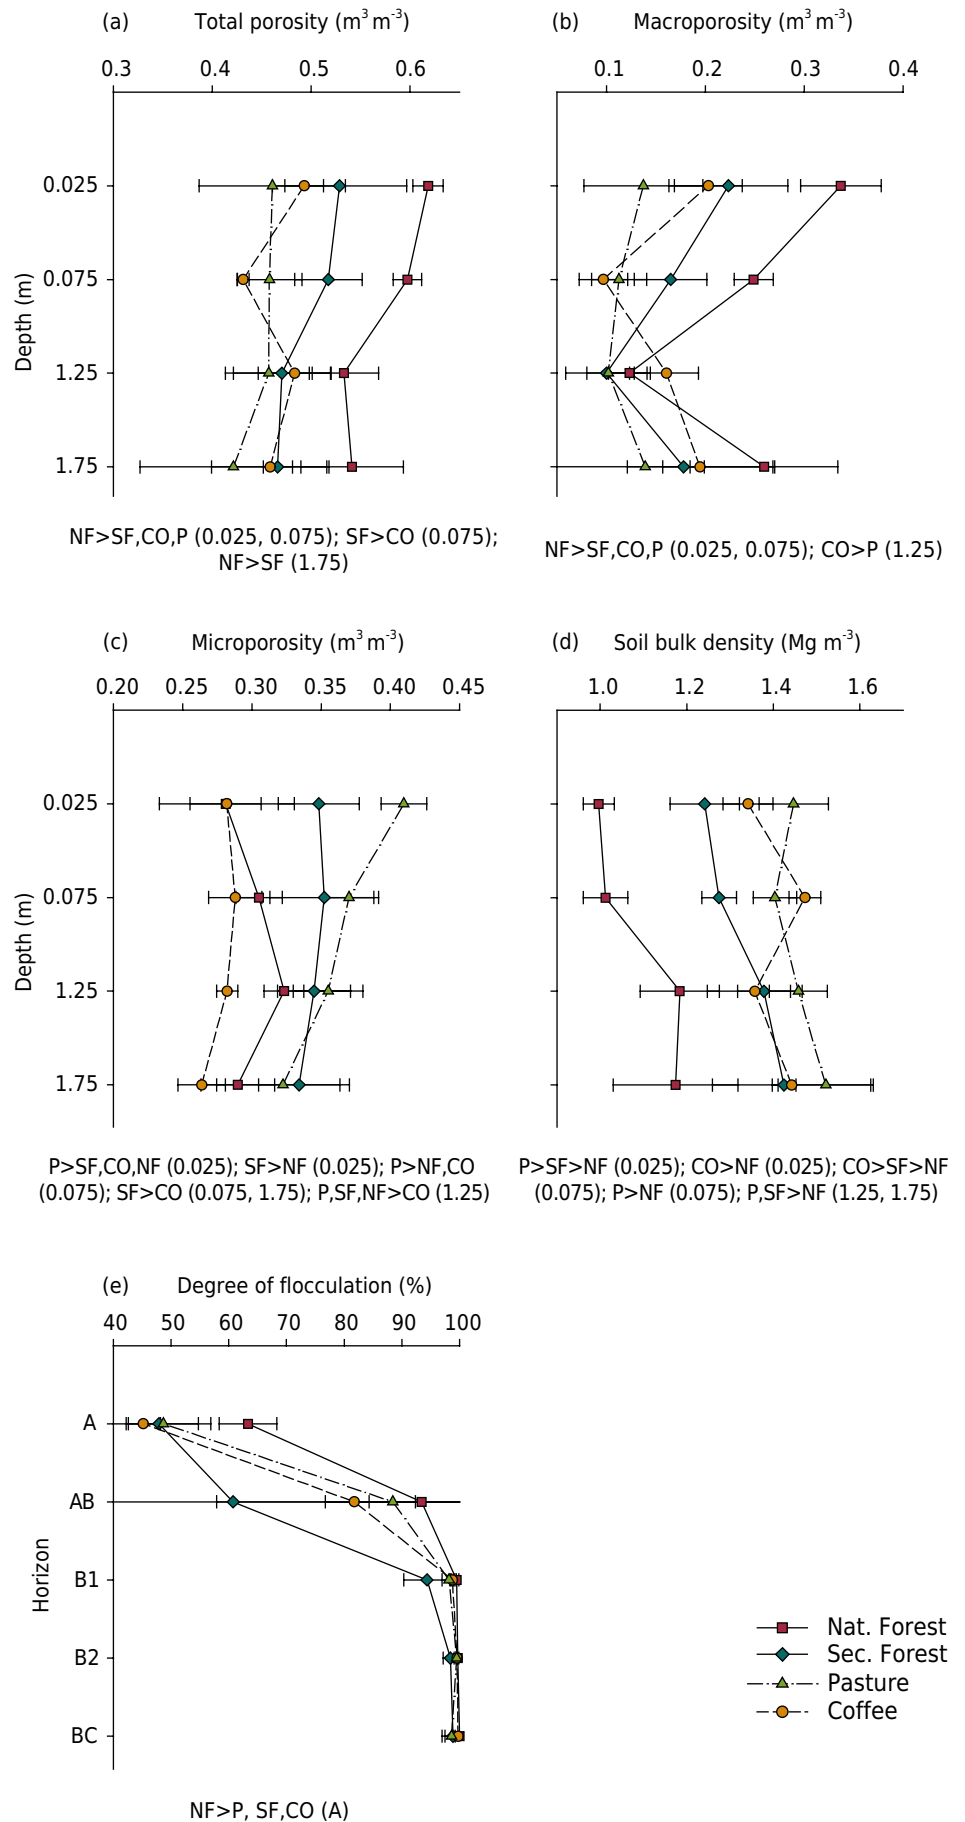 (a) Total porosity (m³ m⁻³)
0.3 0.4 0.5 0.6
Depth (m)
0.025
0.075
1.25
1.75
NF>SF,CO,P (0.025, 0.075); SF>CO (0.075);
NF>SF (1.75)
(b) Macroporosity (m³ m⁻³)
0.1 0.2 0.3 0.4
NF>SF,CO,P (0.025, 0.075); CO>P (1.25)
(c) Microporosity (m³ m⁻³)
0.20 0.25 0.30 0.35 0.40 0.45
Depth (m)
0.025
0.075
1.25
1.75
P>SF,CO,NF (0.025); SF>NF (0.025); P>NF,CO
(0.075); SF>CO (0.075, 1.75); P,SF,NF>CO (1.25)
(d) Soil bulk density (Mg m⁻³)
1.0 1.2 1.4 1.6
P>SF>NF (0.025); CO>NF (0.025); CO>SF>NF
(0.075); P>NF (0.075); P,SF>NF (1.25, 1.75)
(e) Degree of flocculation (%)
40 50 60 70 80 90 100
Horizon
A
AB
B1
B2
BC
NF>P, SF,CO (A)
Nat. Forest
Sec. Forest
Pasture
Coffee